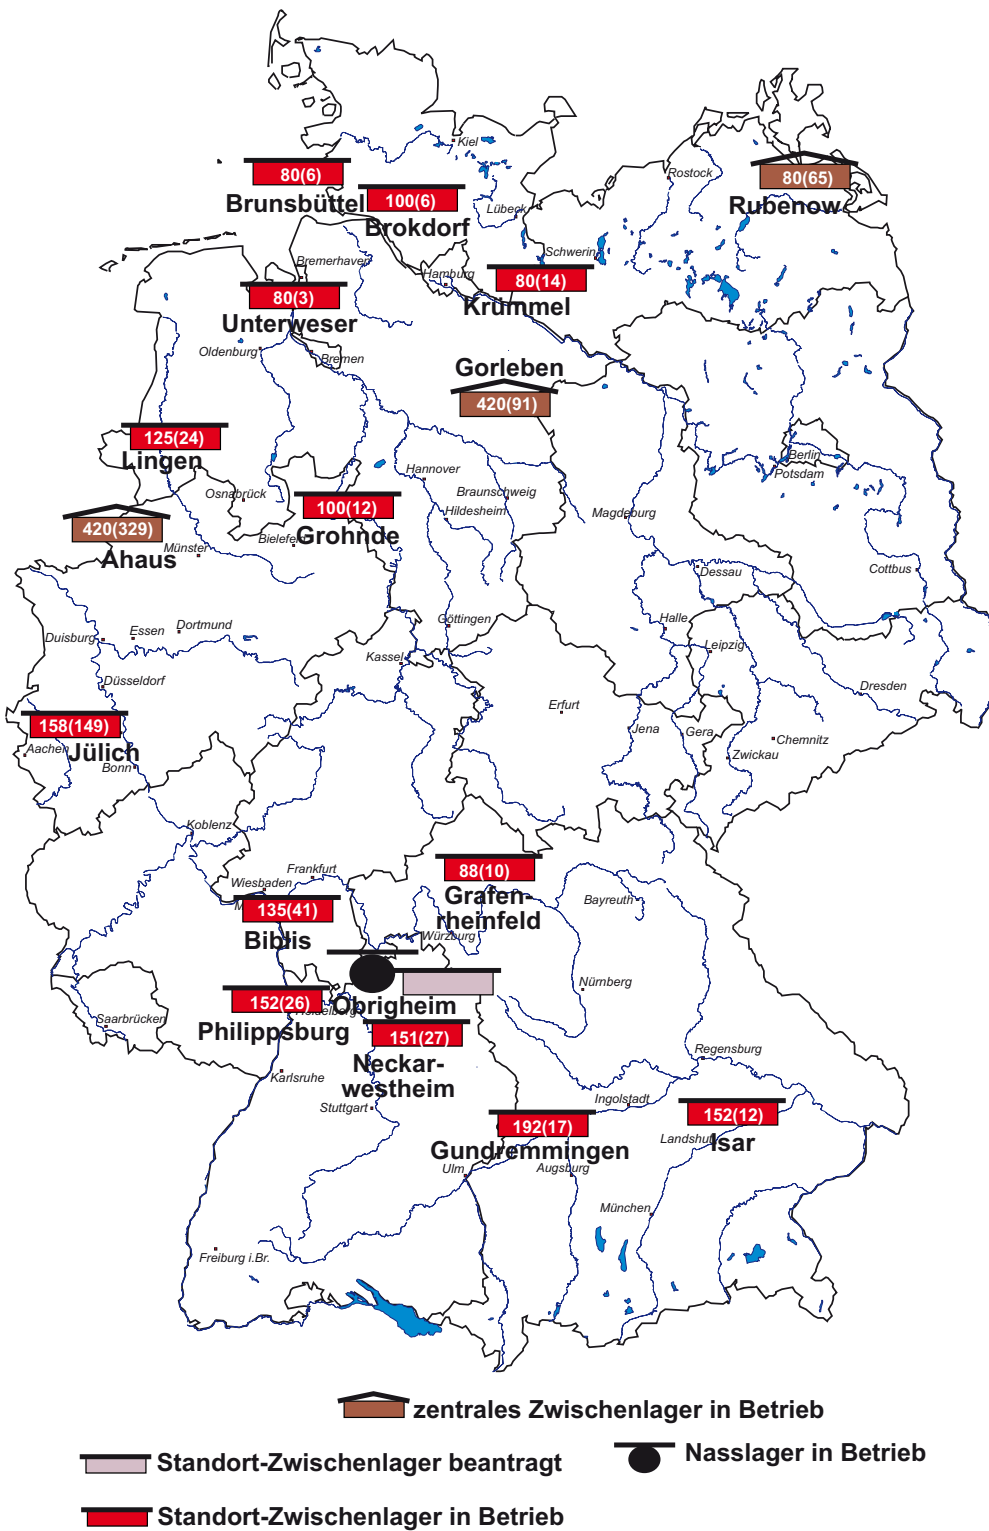 Kiel
80(6)
Brunsbüttel
100(6)
Brokdorf
Lübeck
Rostock
80(65)
Rubenow
Schwerin
Bremerhaven
Hamburg
80(14)
Krümmel
80(3)
Unterweser
Oldenburg
Bremen
Gorleben
420(91)
125(24)
Lingen
Berlin
Potsdam
Hannover
Osnabrück
Braunschweig
100(12)
Grohnde
Hildesheim
Magdeburg
420(329)
Ahaus
Münster
Bielefeld
Dessau
Cottbus
Göttingen
Halle
Duisburg
Essen
Dortmund
Leipzig
Kassel
Düsseldorf
Dresden
Erfurt
158(149)
Jülich
Aachen
Bonn
Jena
Gera
Chemnitz
Zwickau
Koblenz
Frankfurt
Wiesbaden
88(10)
Grafen-
rheinfeld
Bayreuth
135(41)
Biblis
Würzburg
Nürnberg
Obrigheim
152(26)
Philippsburg
Heidelberg
Saarbrücken
151(27)
Neckar-
westheim
Regensburg
Karlsruhe
Stuttgart
Ingolstadt
152(12)
Isar
Landshut
192(17)
Gundremmingen
Ulm
Augsburg
München
Freiburg i.Br.
zentrales Zwischenlager in Betrieb
Standort-Zwischenlager beantragt
Nasslager in Betrieb
Standort-Zwischenlager in Betrieb